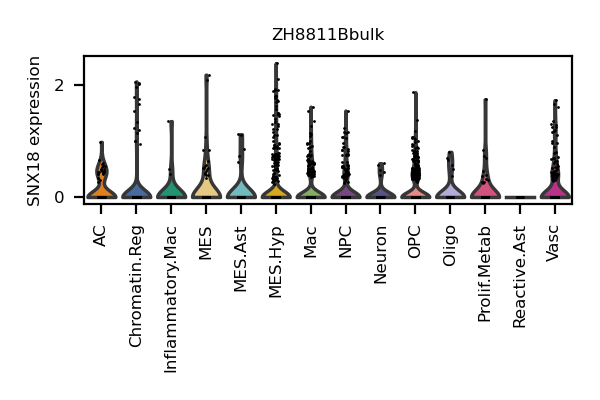 ZH8811Bbulk
SNX18 expression
2
0
AC
Chromatin.Reg
Inflammatory.Mac
MES
MES.Ast
MES.Hyp
Mac
NPC
Neuron
OPC
Oligo
Prolif.Metab
Reactive.Ast
Vasc